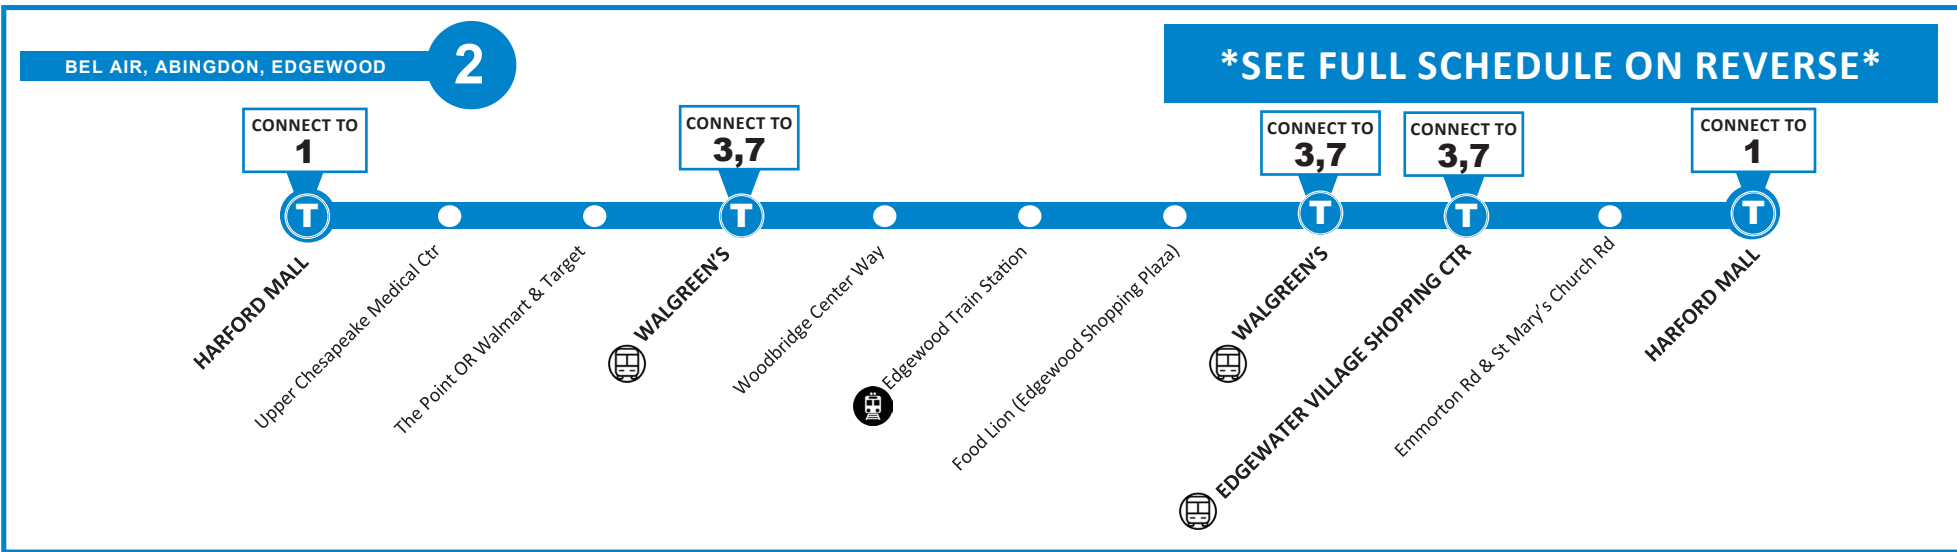 BEL AIR, ABINGDON, EDGEWOOD
2
*SEE FULL SCHEDULE ON REVERSE*
CONNECT TO
1
CONNECT TO
3,7
CONNECT TO
3,7
CONNECT TO
3,7
CONNECT TO
1
T
T
T
T
T
HARFORD MALL
Upper Chesapeake Medical Ctr
The Point OR Walmart & Target
WALGREEN'S
Woodbridge Center Way
Edgewood Train Station
Food Lion (Edgewood Shopping Plaza)
WALGREEN'S
EDGEWATER VILLAGE SHOPPING CTR
Emmorton Rd & St Mary's Church Rd
HARFORD MALL